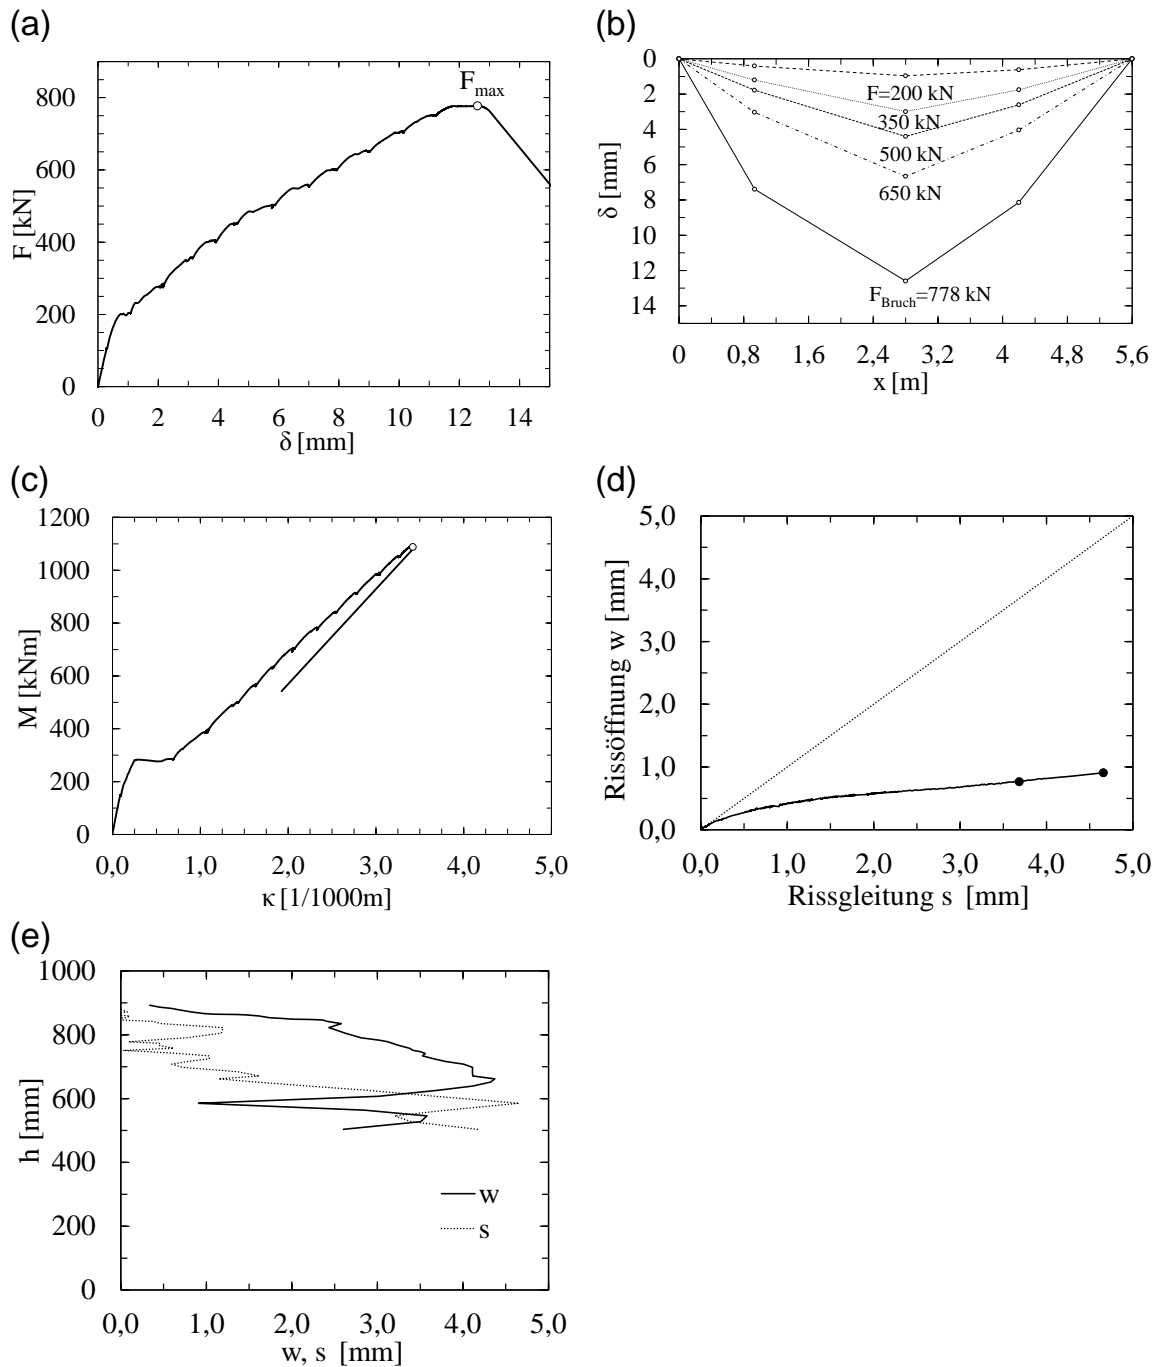 (a)
F [kN]
800
600
400
200
0
F_max
0 2 4 6 8 10 12 14
δ [mm]
(b)
δ [mm]
0
2
4
6
8
10
12
14
F=200 kN
350 kN
500 kN
650 kN
F_Bruch=778 kN
0 0,8 1,6 2,4 3,2 4 4,8 5,6
x [m]
(c)
M [kNm]
1200
1000
800
600
400
200
0
0,0 1,0 2,0 3,0 4,0 5,0
κ [1/1000m]
(d)
Rissöffnung w [mm]
5,0
4,0
3,0
2,0
1,0
0,0
0,0 1,0 2,0 3,0 4,0 5,0
Rissgleitung s [mm]
(e)
h [mm]
1000
800
600
400
200
0
w
s
0,0 1,0 2,0 3,0 4,0 5,0
w, s [mm]